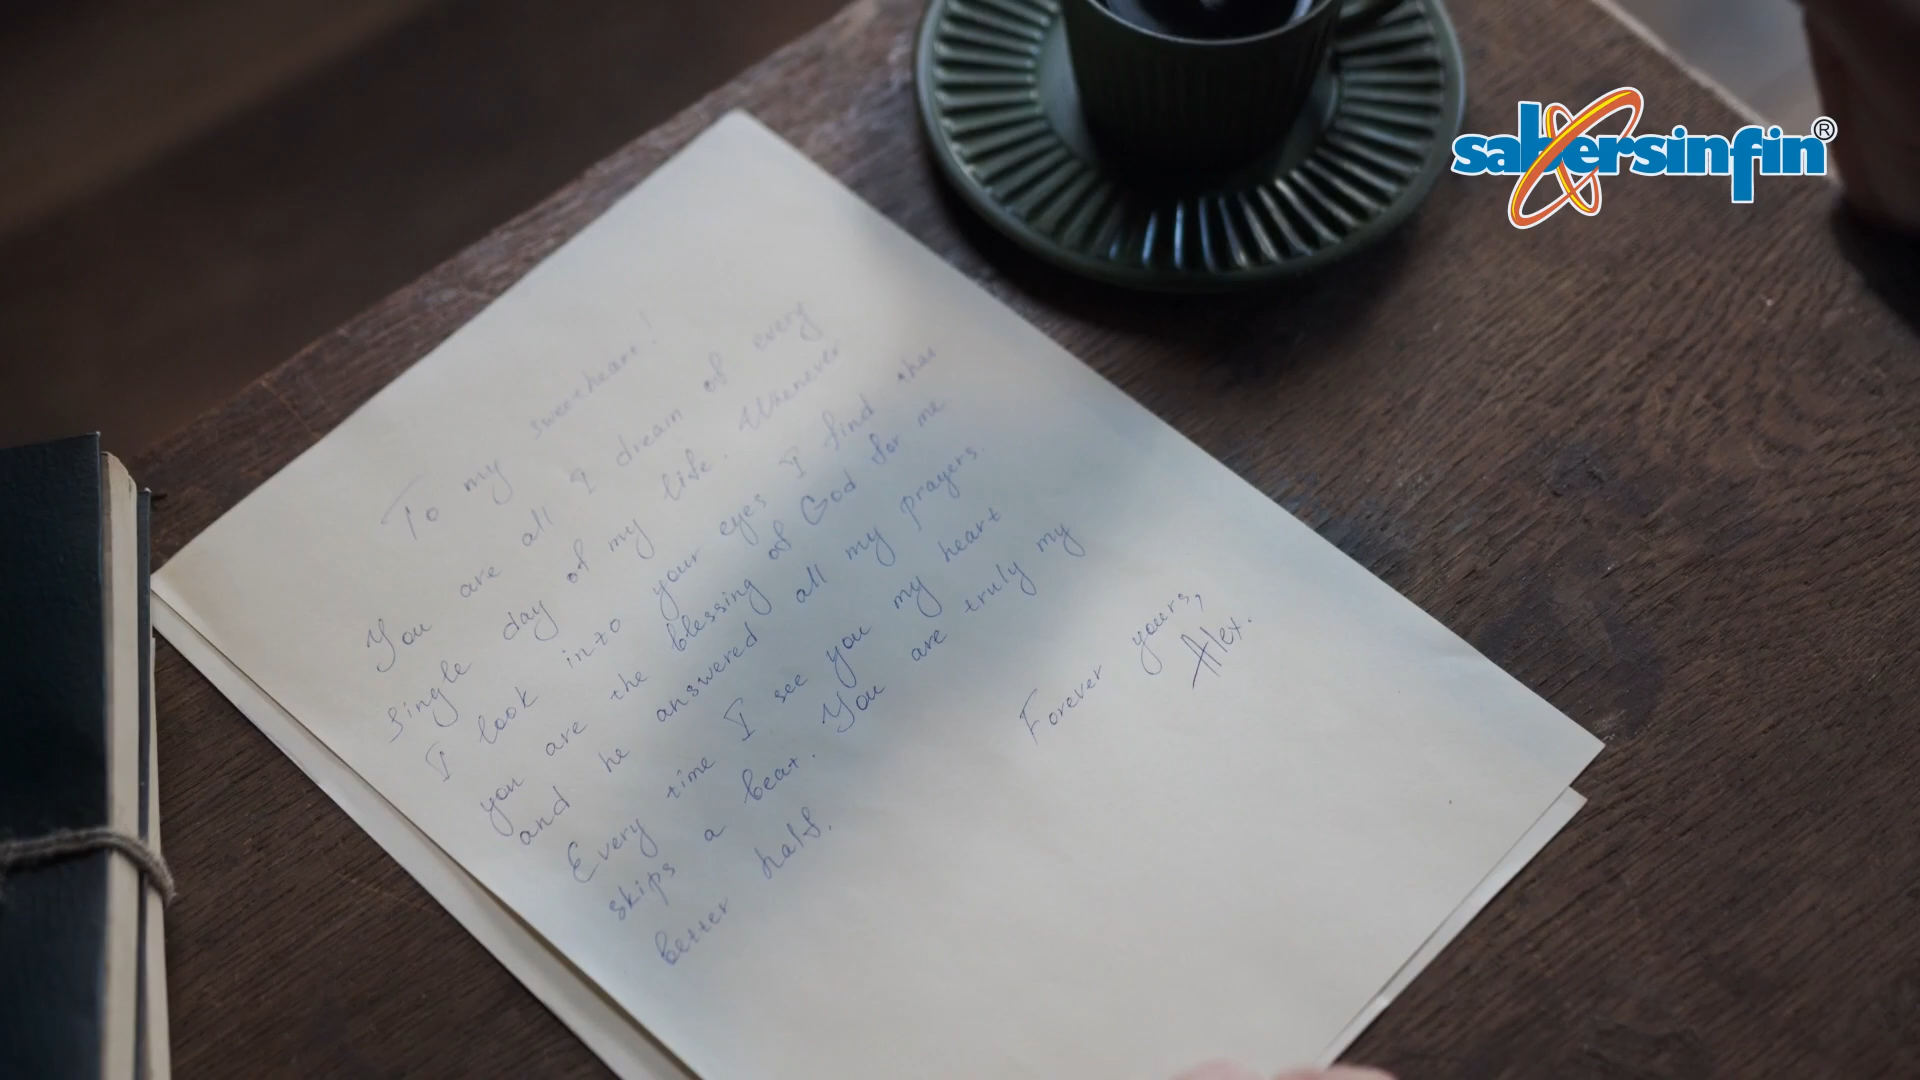 sabersinfin®
To my sweetheart!
You are all I dream of every
single day of my life. Whenever
I look into your eyes I find that
you are the blessing of God for me
and he answered all my prayers.
Every time I see you my heart
skips a beat. You are truly my
better half.
Forever yours,
Alex.